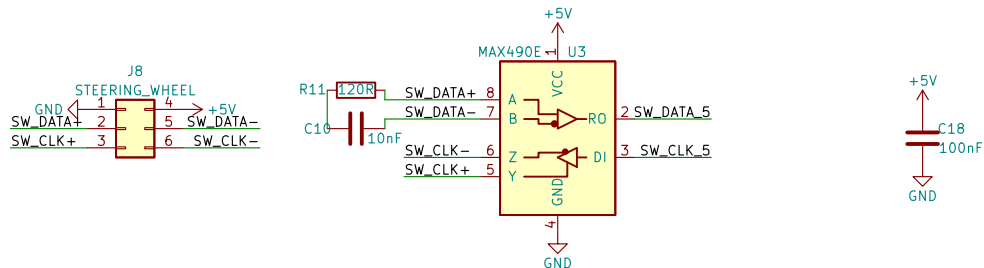 J8
STEERING_WHEEL
GND 1 4 +5V
SW_DATA+ 2 5 SW_DATA-
SW_CLK+ 3 6 SW_CLK-
R11 120R
C10 10nF
+5V
MAX490E U3
1
VCC
SW_DATA+ 8 A
SW_DATA- 7 B RO 2 SW_DATA_5
SW_CLK- 6 Z DI 3 SW_CLK_5
SW_CLK+ 5 Y
GND
4
GND
+5V
C18
100nF
GND